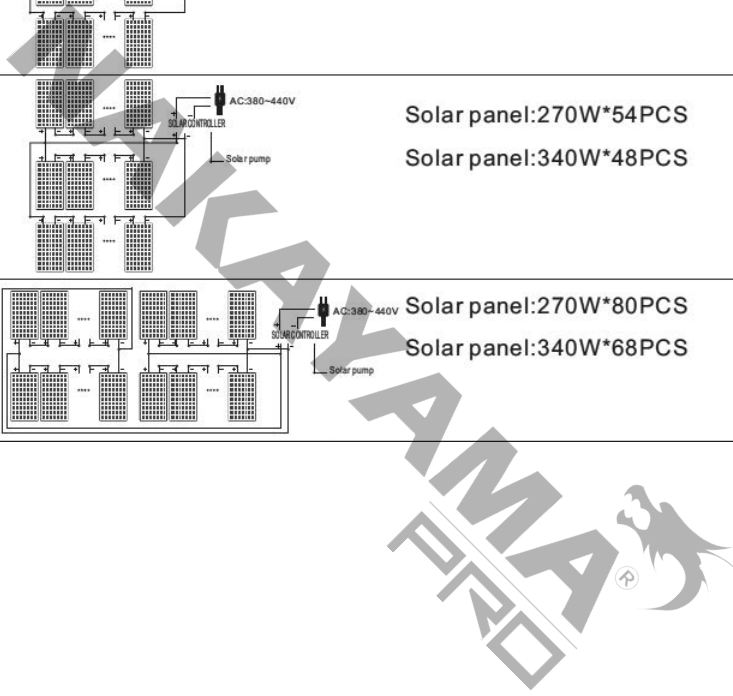 AC:380~440V
SOLAR CONTROLLER
Solar pump
Solar panel:270W*54PCS
Solar panel:340W*48PCS
AC:380~440V
SOLAR CONTROLLER
Solar pump
Solar panel:270W*80PCS
Solar panel:340W*68PCS
NAKAYAMA
PRO
®